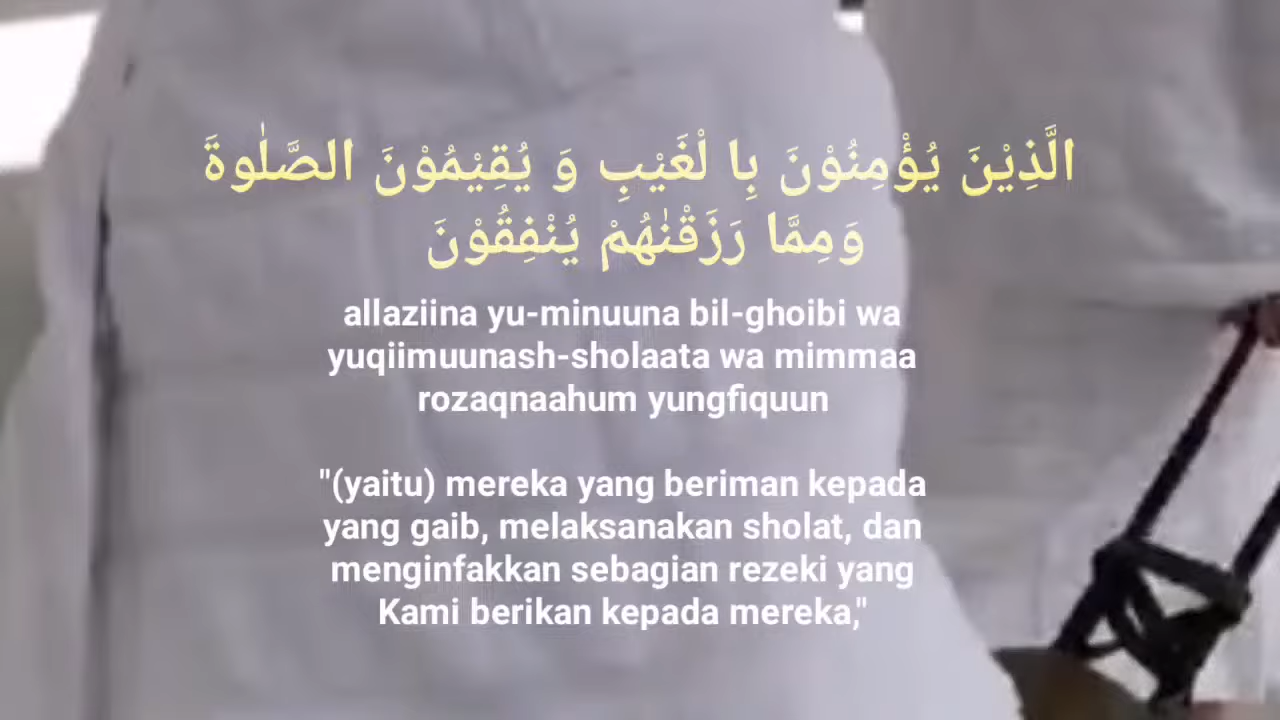 الَّذِيْنَ يُؤْمِنُوْنَ بِا لْغَيْبِ وَ يُقِيْمُوْنَ الصَّلٰوةَ
وَمِمَّا رَزَقْنٰهُمْ يُنْفِقُوْنَ
allaziina yu-minuuna bil-ghoibi wa
yuqiimuunash-sholaata wa mimmaa
rozaqnaahum yungfiquun
"(yaitu) mereka yang beriman kepada
yang gaib, melaksanakan sholat, dan
menginfakkan sebagian rezeki yang
Kami berikan kepada mereka,"